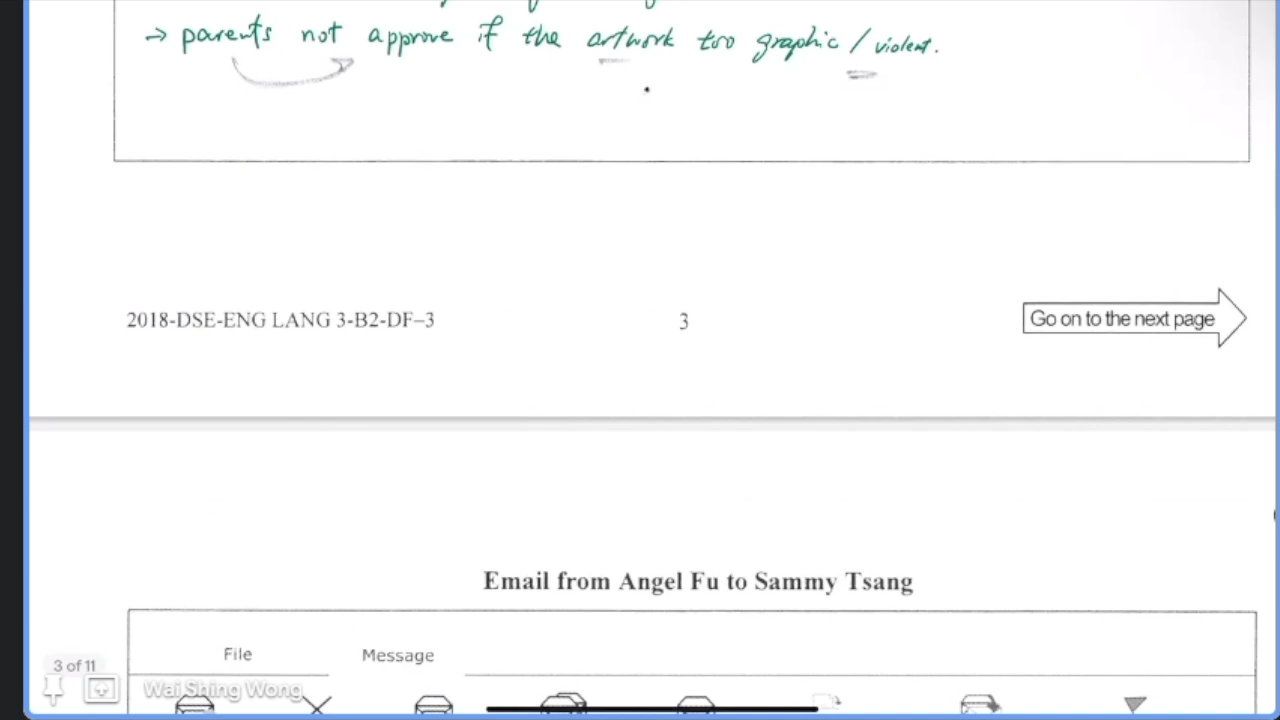 → parents not approve if the artwork too graphic / violent.
2018-DSE-ENG LANG 3-B2-DF–3
3
Go on to the next page
Email from Angel Fu to Sammy Tsang
File
Message
3 of 11
Wai Shing Wong